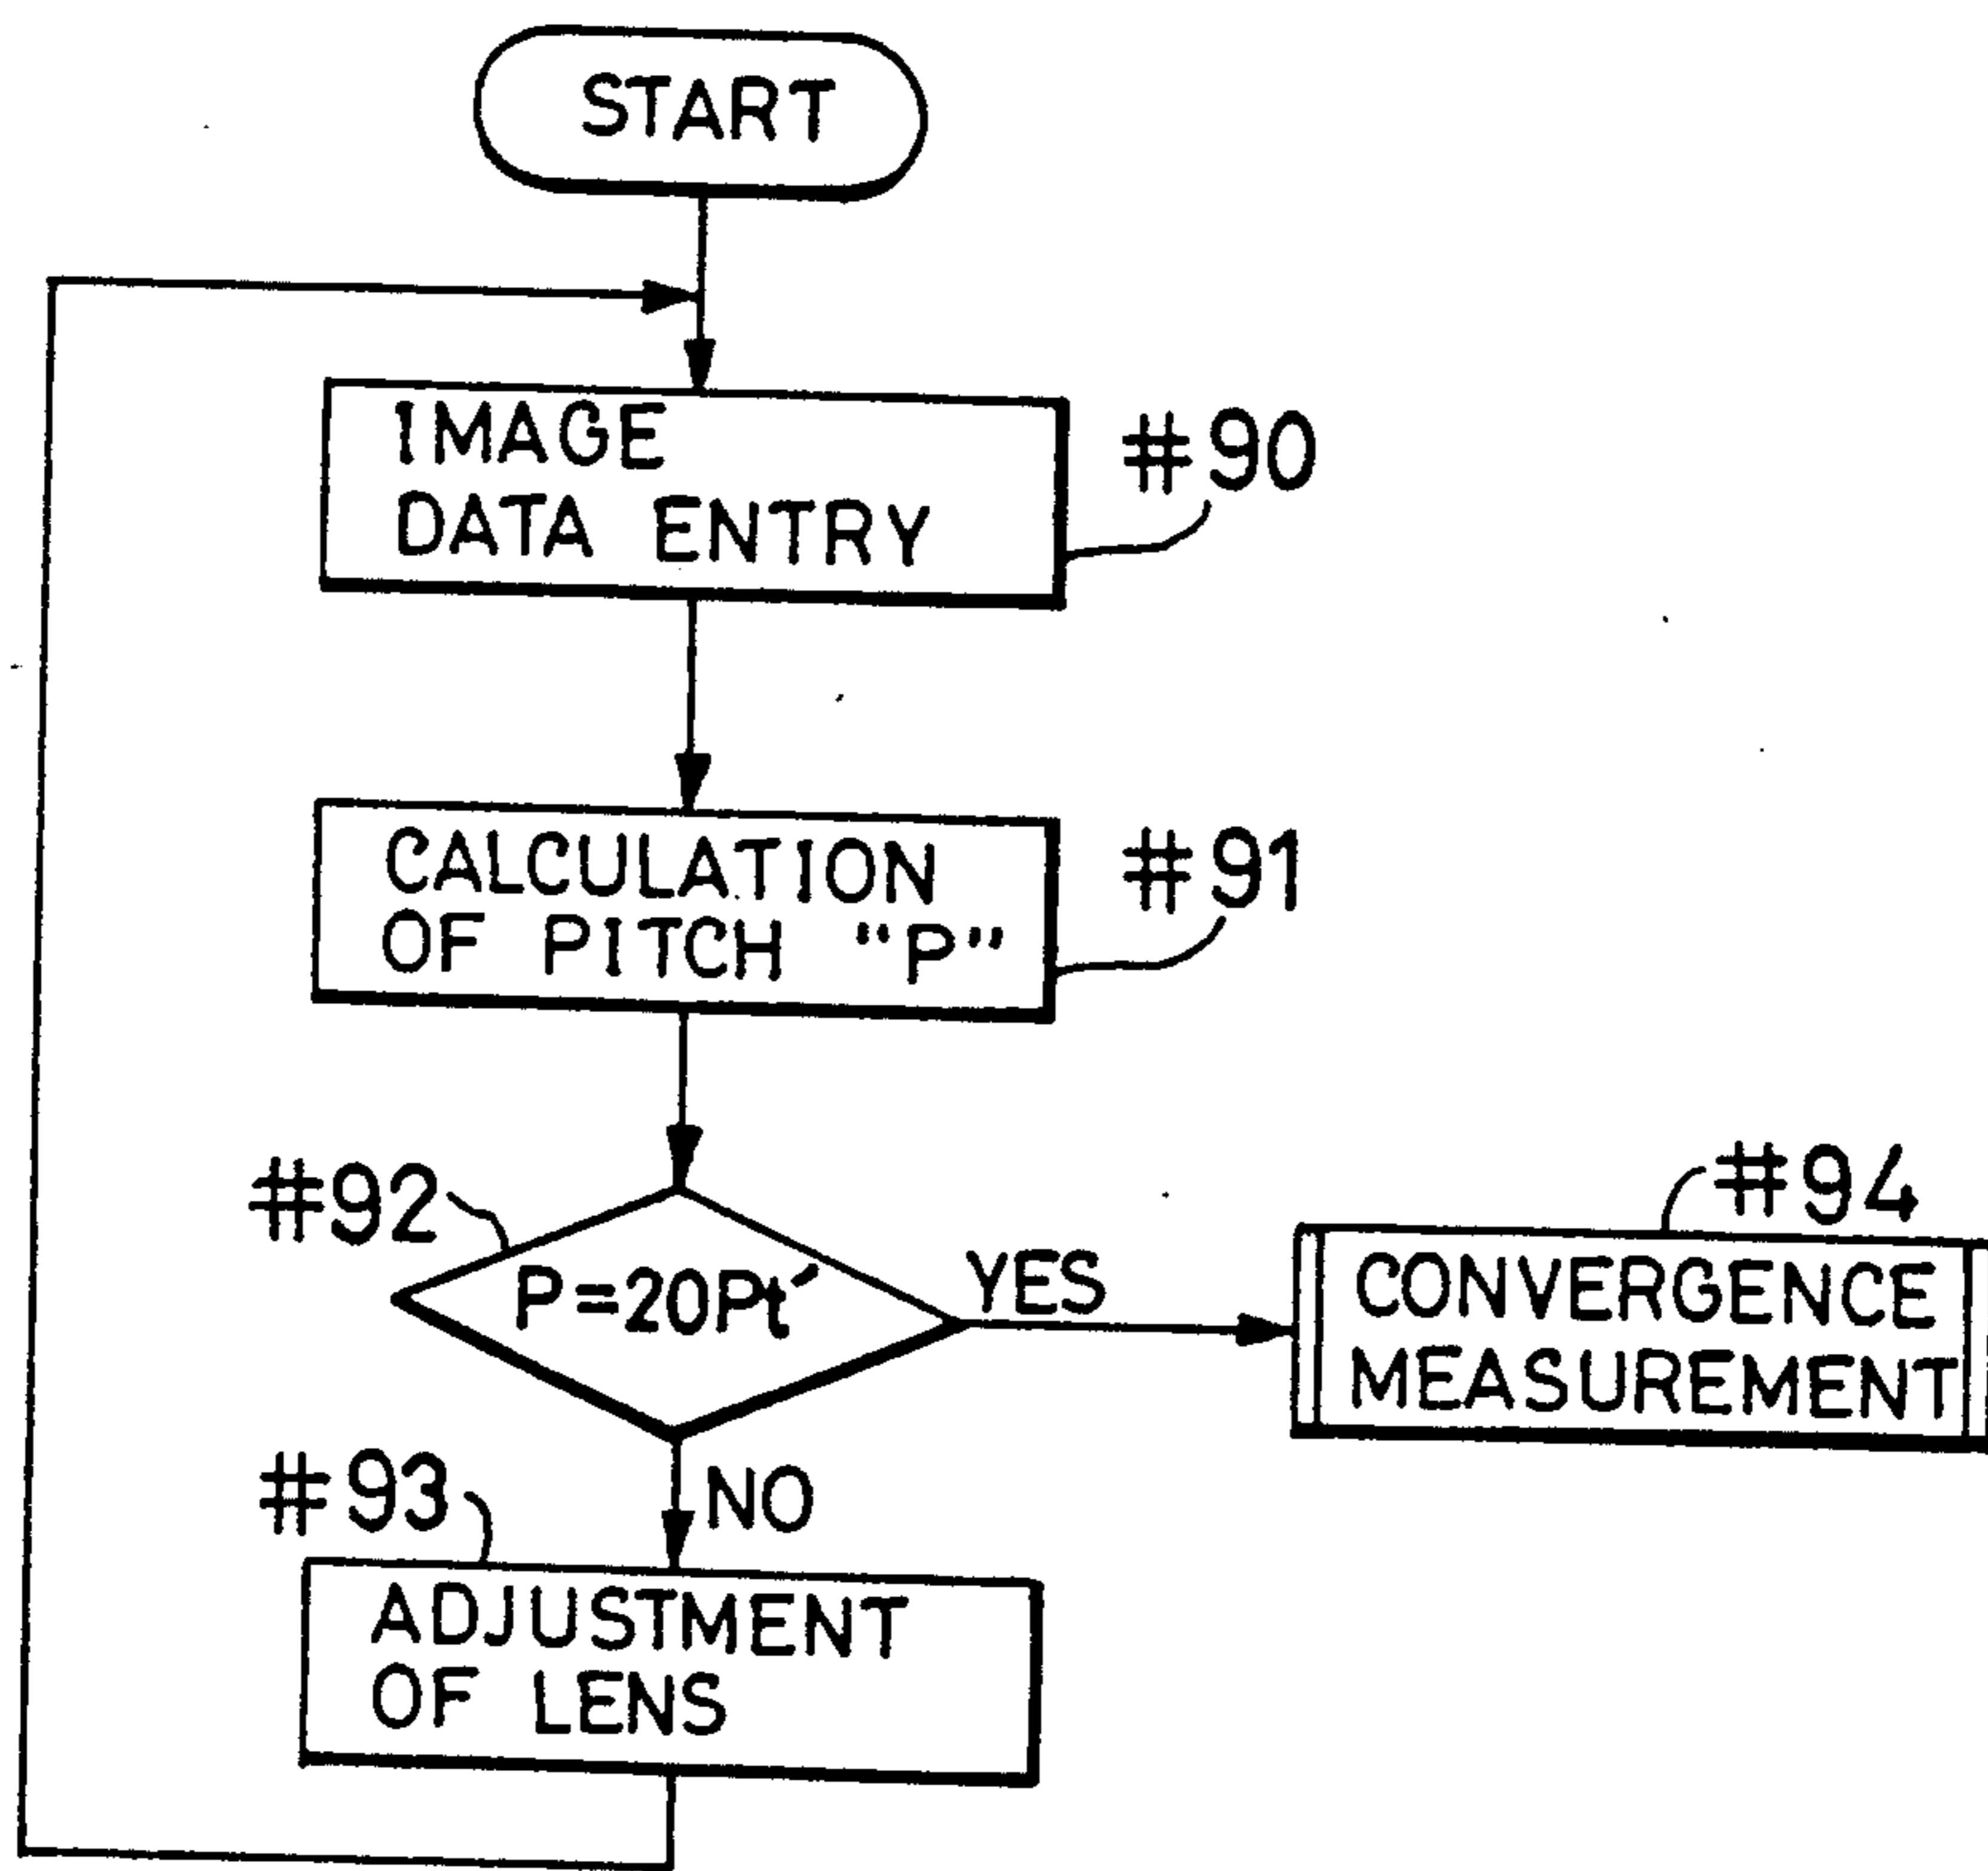 START
IMAGE
DATA ENTRY
#90
CALCULATION
OF PITCH "P"
#91
#92
P=20Pt'
YES
#94
CONVERGENCE
MEASUREMENT
NO
#93
ADJUSTMENT
OF LENS